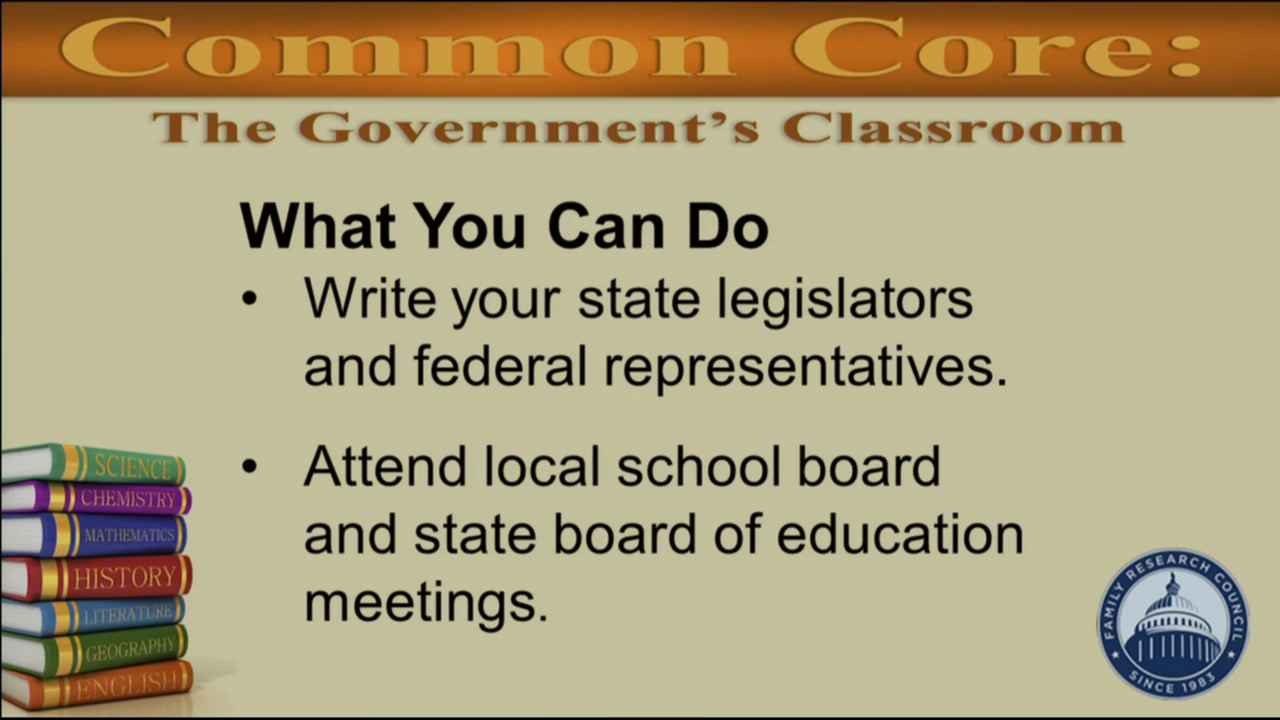 Common Core:
The Government's Classroom
What You Can Do
• Write your state legislators
and federal representatives.
• Attend local school board
and state board of education
meetings.
SCIENCE
CHEMISTRY
MATHEMATICS
HISTORY
LITERATURE
GEOGRAPHY
ENGLISH
FAMILY RESEARCH COUNCIL
SINCE 1983